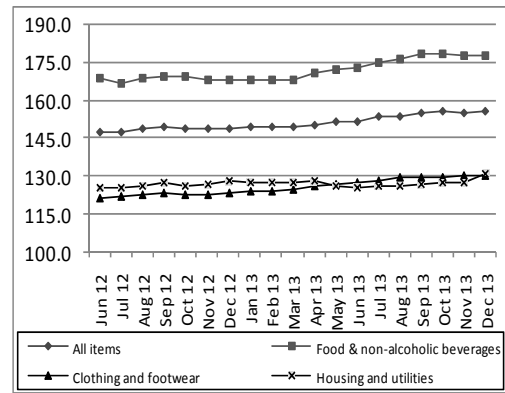 190.0
175.0
160.0
145.0
130.0
115.0
100.0
Jun 12
Jul 12
Aug 12
Sep 12
Oct 12
Nov 12
Dec 12
Jan 13
Feb 13
Mar 13
Apr 13
May 13
Jun 13
Jul 13
Aug 13
Sep 13
Oct 13
Nov 13
Dec 13
All items
Food & non-alcoholic beverages
Clothing and footwear
Housing and utilities